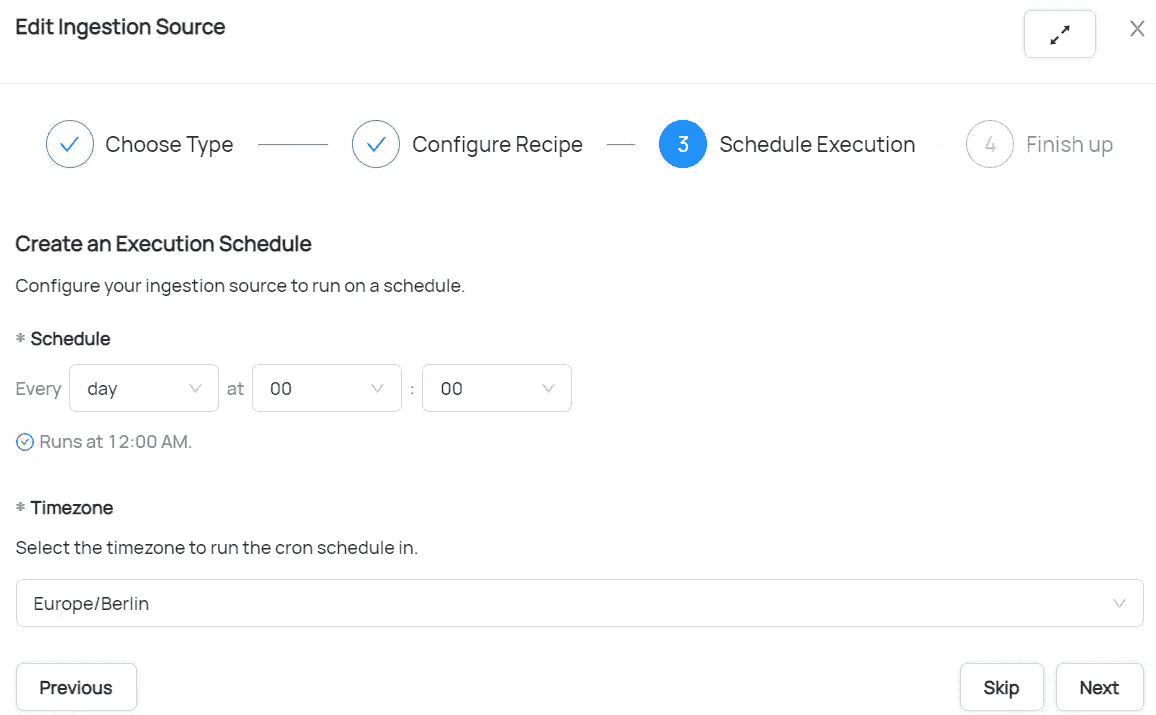 Edit Ingestion Source
Choose Type Configure Recipe 3 Schedule Execution 4 Finish up
Create an Execution Schedule
Configure your ingestion source to run on a schedule.
* Schedule
Every day at 00 : 00
Runs at 12:00 AM.
* Timezone
Select the timezone to run the cron schedule in.
Europe/Berlin
Previous Skip Next